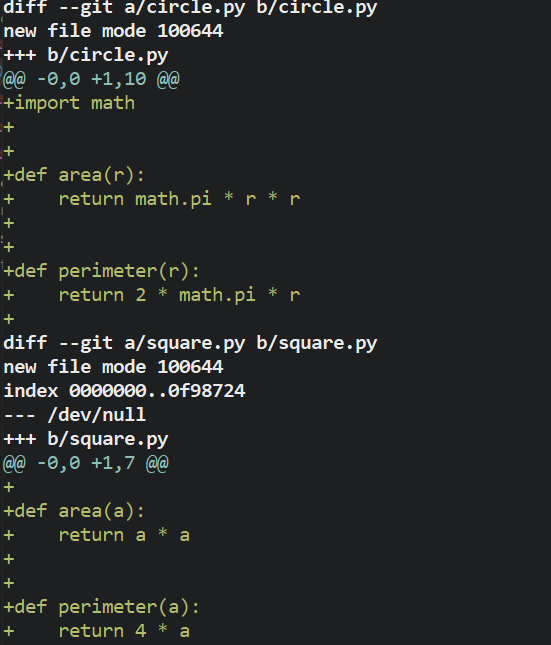 diff --git a/circle.py b/circle.py
new file mode 100644
+++ b/circle.py
@@ -0,0 +1,10 @@
+import math
+
+
+def area(r):
+    return math.pi * r * r
+
+
+def perimeter(r):
+    return 2 * math.pi * r
+
diff --git a/square.py b/square.py
new file mode 100644
index 0000000..0f98724
--- /dev/null
+++ b/square.py
@@ -0,0 +1,7 @@
+
+def area(a):
+    return a * a
+
+
+def perimeter(a):
+    return 4 * a